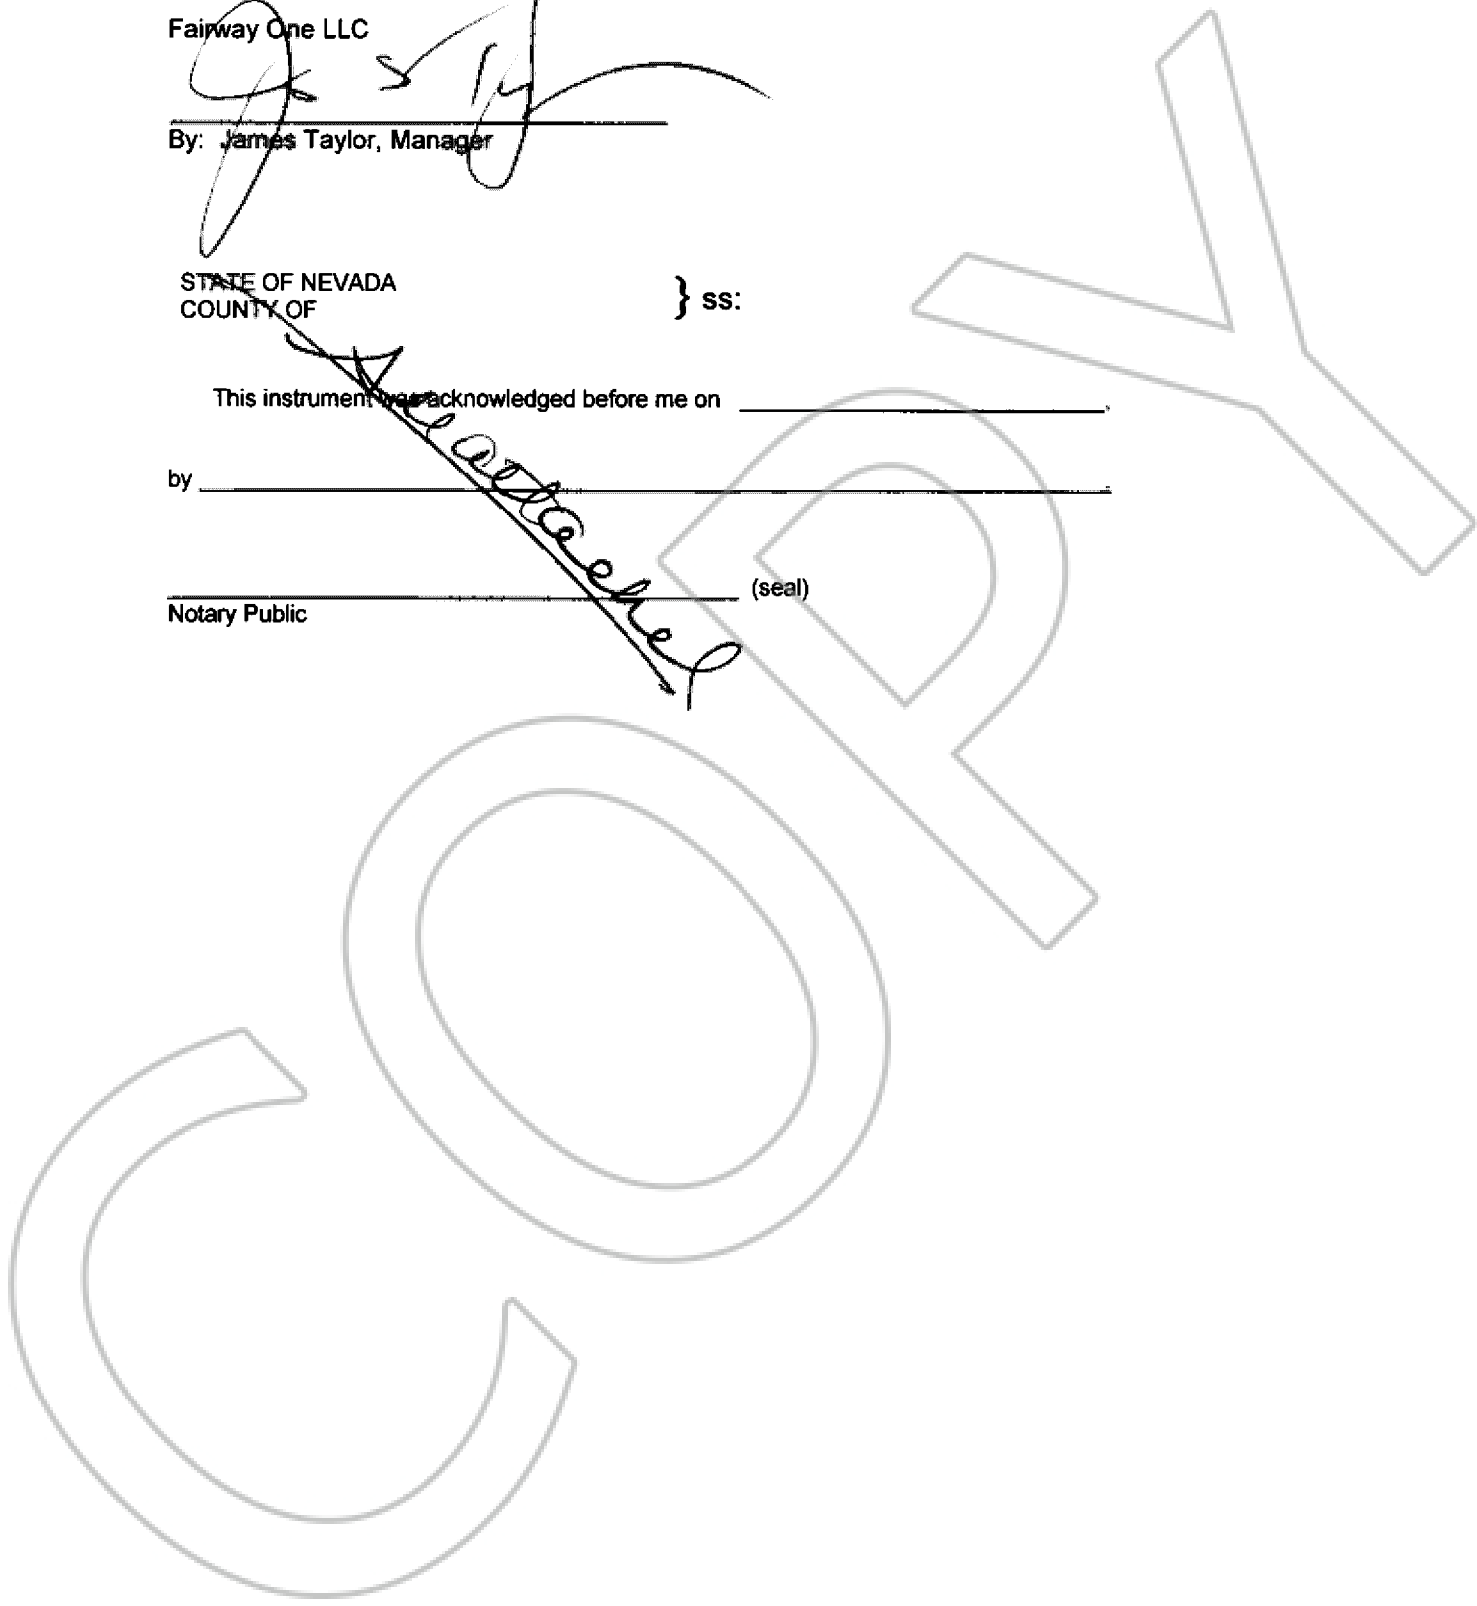 Fairway One LLC
By: James Taylor, Manager
STATE OF NEVADA
COUNTY OF
} ss:
This instrument was acknowledged before me on ,
by .
(seal)
Notary Public
See attached
COPY